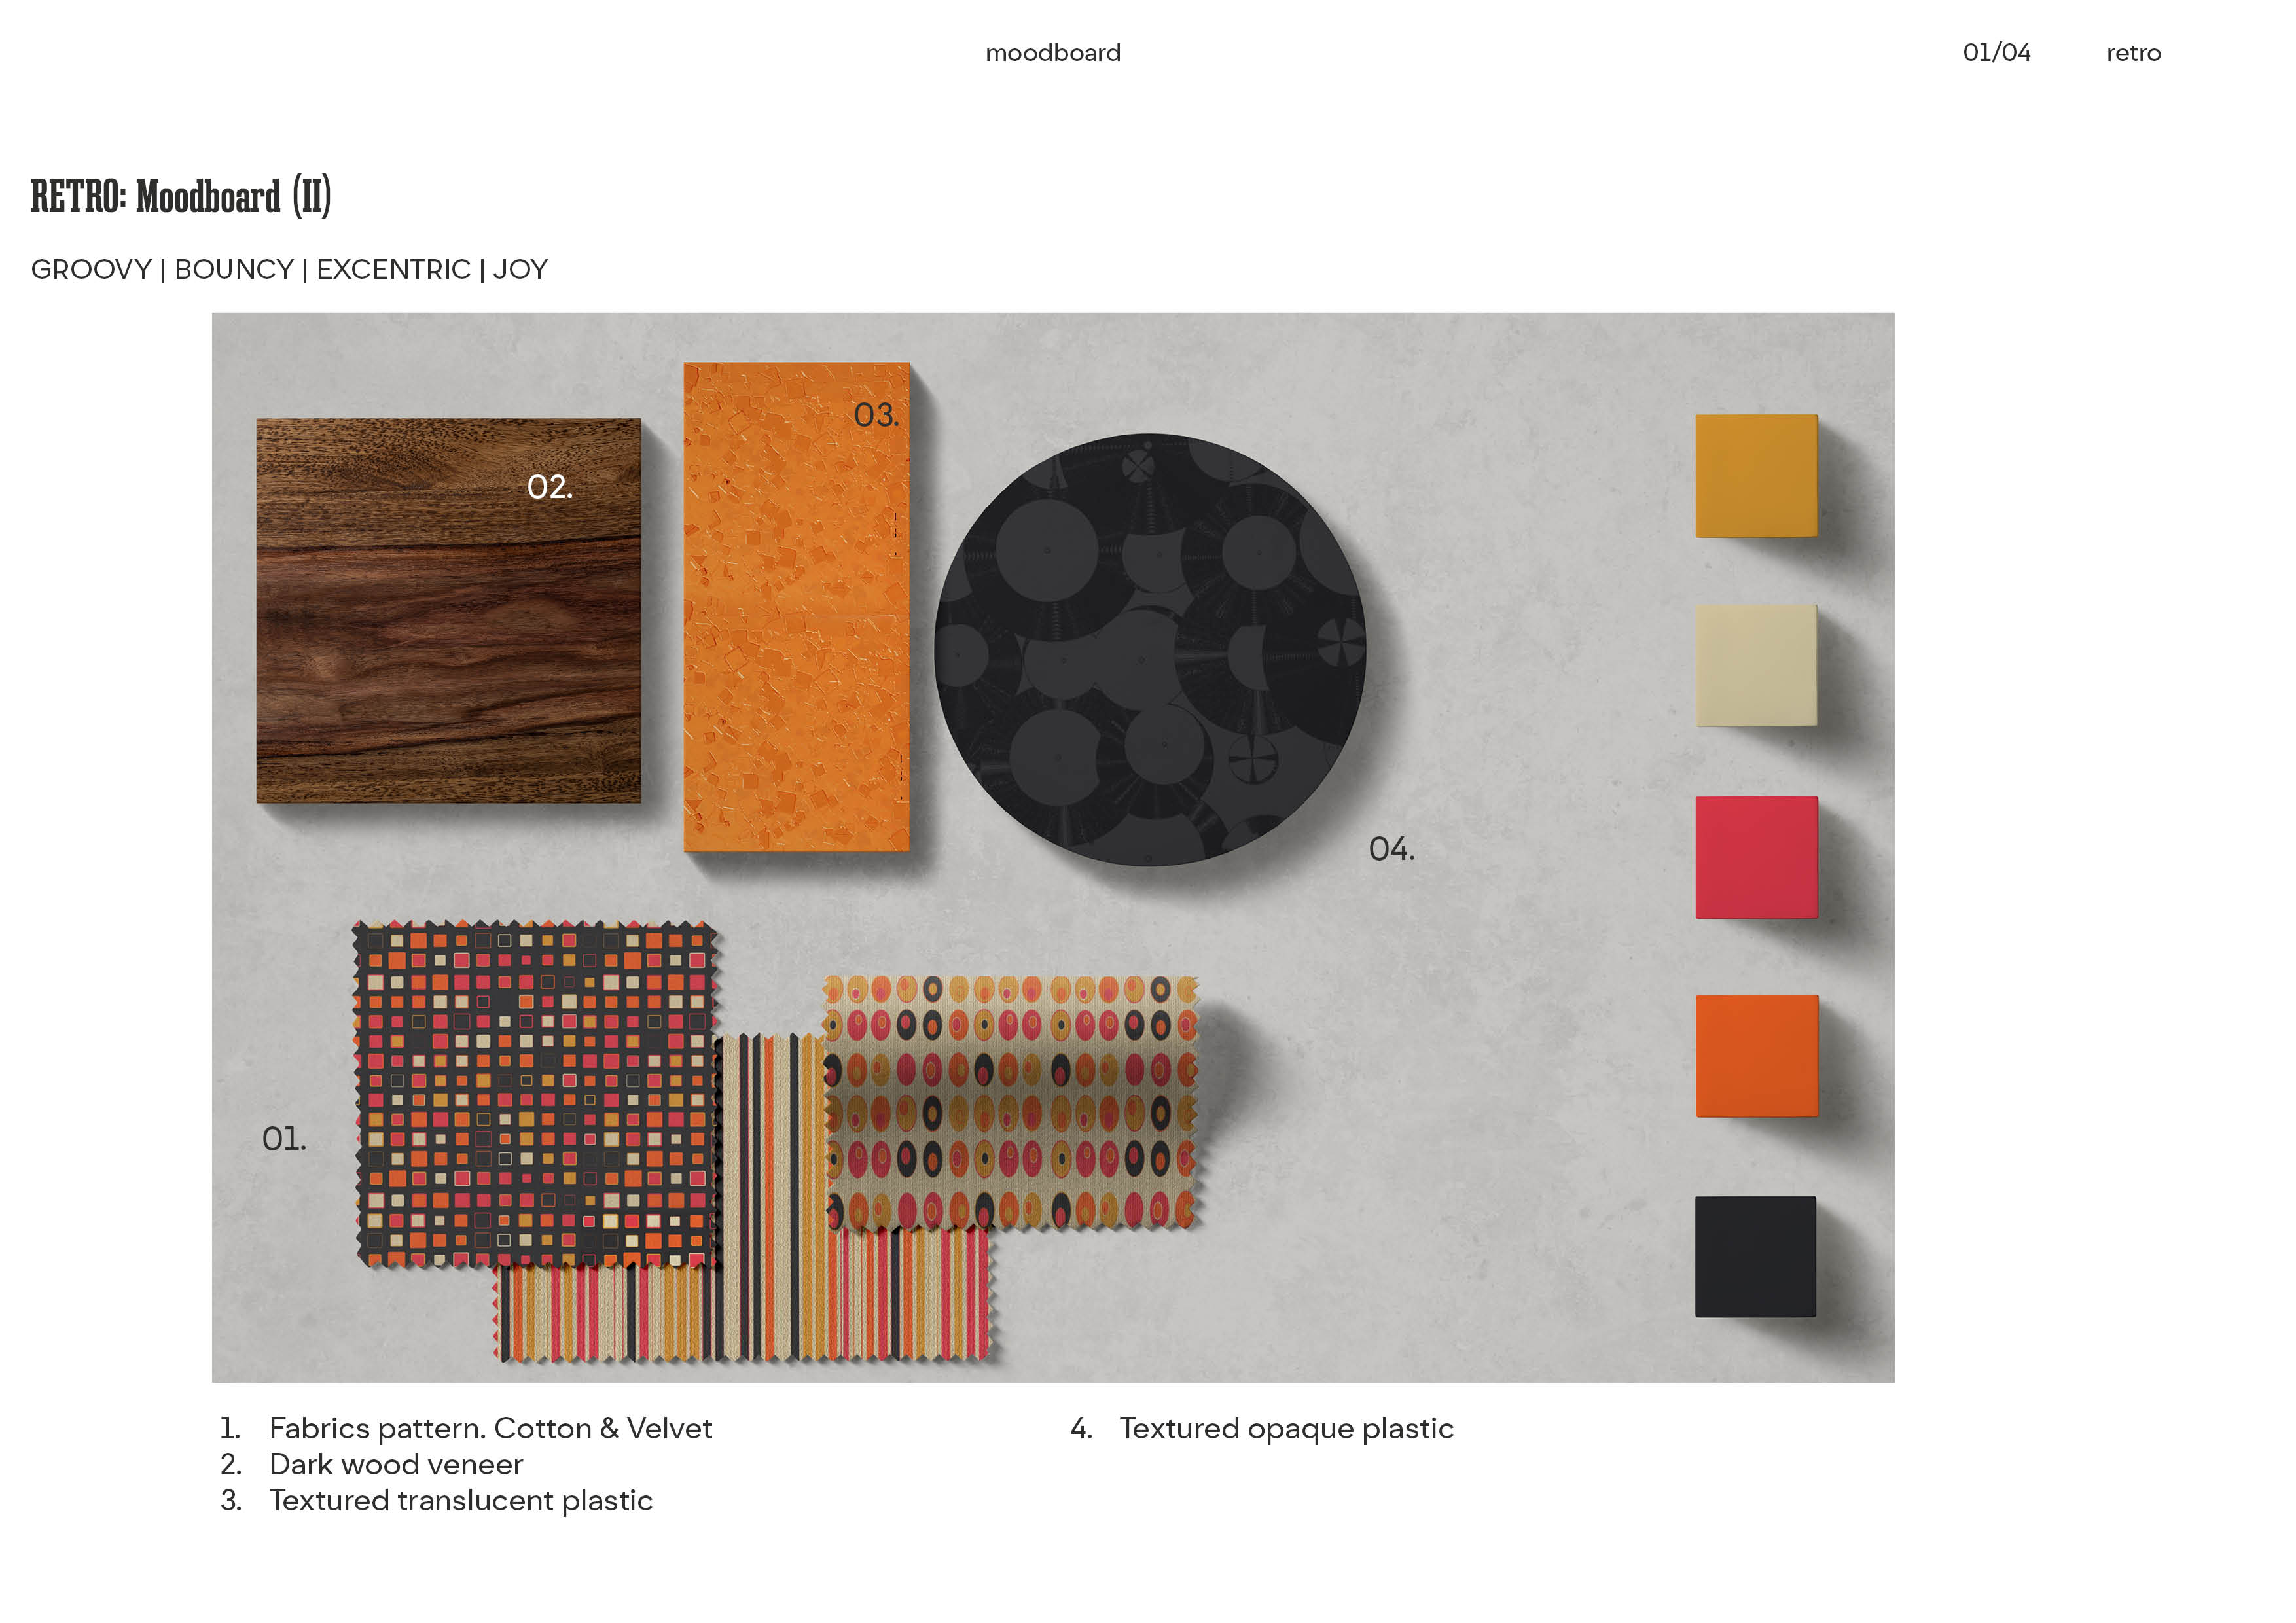 moodboard
01/04
retro
RETRO: Moodboard (II)
GROOVY | BOUNCY | EXCENTRIC | JOY
02.
03.
04.
01.
1. Fabrics pattern. Cotton & Velvet
2. Dark wood veneer
3. Textured translucent plastic
4. Textured opaque plastic